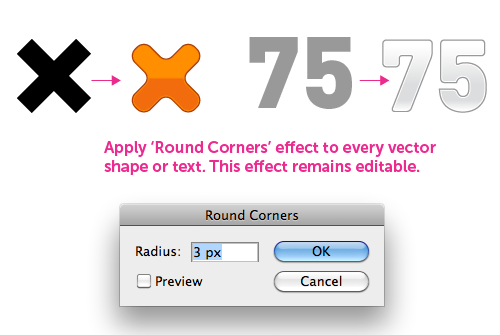 75 75
Apply ‘Round Corners’ effect to every vector
shape or text. This effect remains editable.
Round Corners
Radius: 3 px OK
Preview Cancel